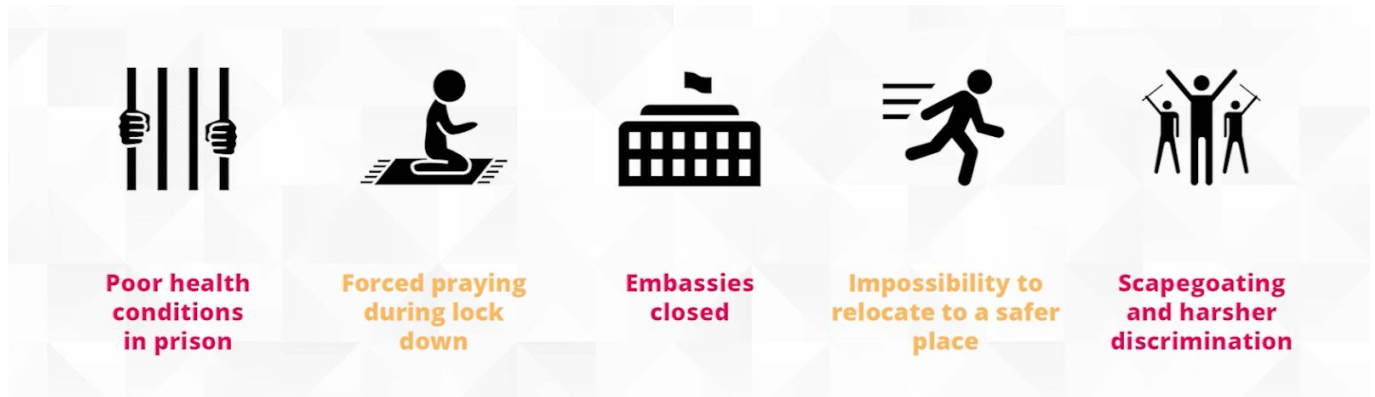 Poor health
conditions
in prison
Forced praying
during lock
down
Embassies
closed
Impossibility to
relocate to a safer
place
Scapegoating
and harsher
discrimination